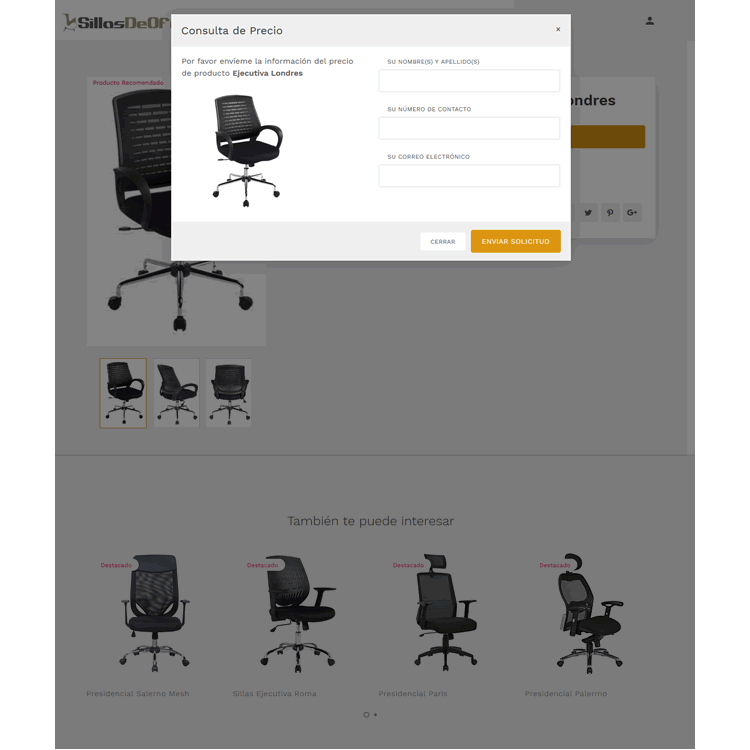 SillasDeOf
Consulta de Precio
×
Por favor envieme la información del precio
de producto Ejecutiva Londres
SU NOMBRE(S) Y APELLIDO(S)
SU NÚMERO DE CONTACTO
SU CORREO ELECTRÓNICO
CERRAR
ENVIAR SOLICITUD
Producto Recomendado
ondres
G+
También te puede interesar
Destacado
Destacado
Destacado
Destacado
Presidencial Salerno Mesh
Sillas Ejecutiva Roma
Presidencial Paris
Presidencial Palermo